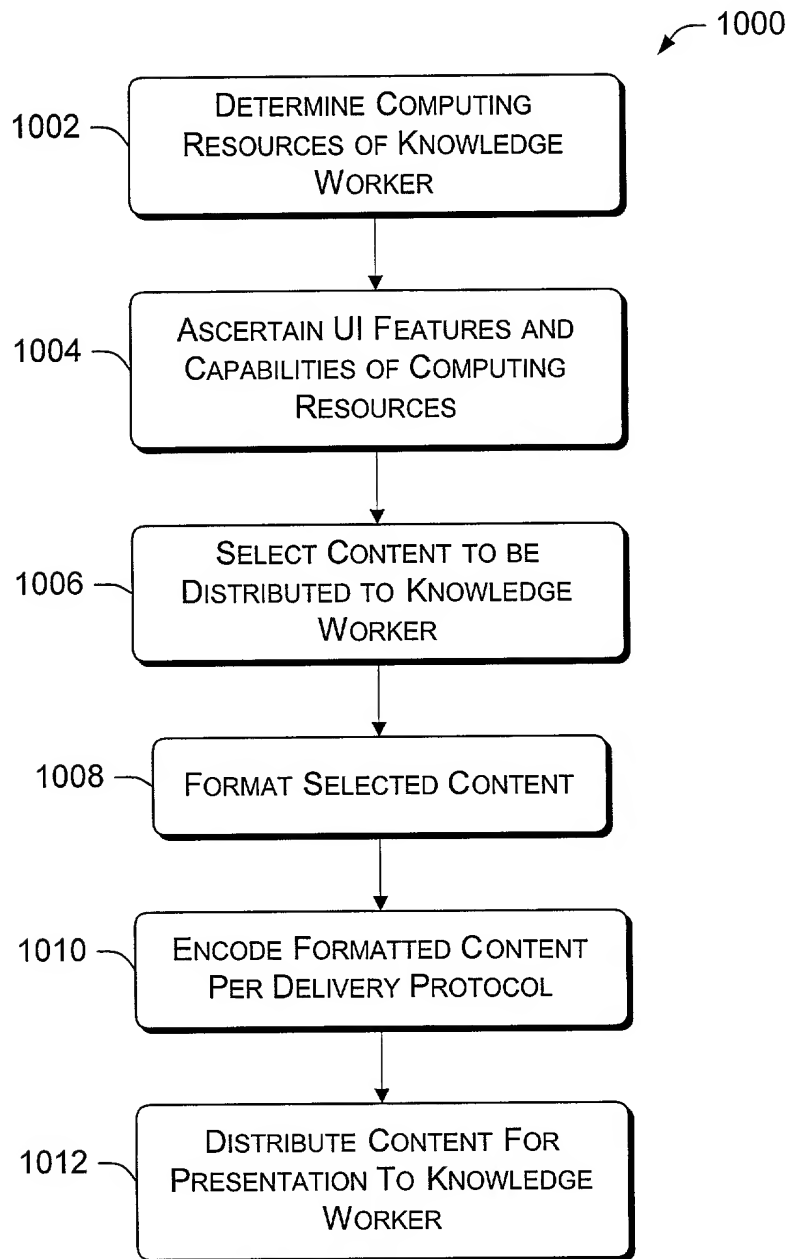 1000
1002
DETERMINE COMPUTING
RESOURCES OF KNOWLEDGE
WORKER
1004
ASCERTAIN UI FEATURES AND
CAPABILITIES OF COMPUTING
RESOURCES
1006
SELECT CONTENT TO BE
DISTRIBUTED TO KNOWLEDGE
WORKER
1008
FORMAT SELECTED CONTENT
1010
ENCODE FORMATTED CONTENT
PER DELIVERY PROTOCOL
1012
DISTRIBUTE CONTENT FOR
PRESENTATION TO KNOWLEDGE
WORKER